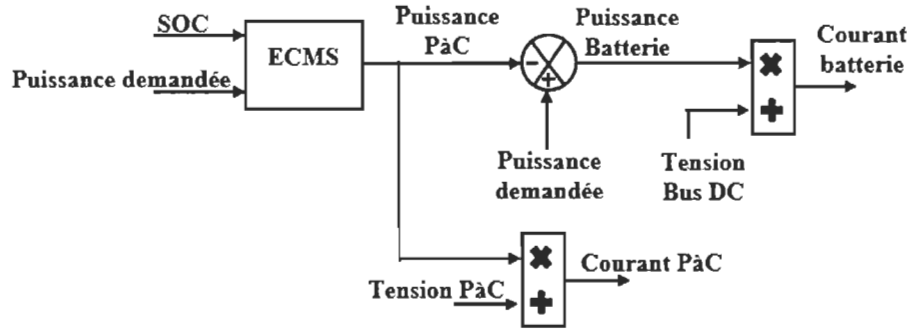 SOC
Puissance demandée
ECMS
Puissance
PàC
-
+
Puissance
demandée
Puissance
Batterie
×
+
Tension
Bus DC
Courant
batterie
Tension PàC
×
+
Courant PàC